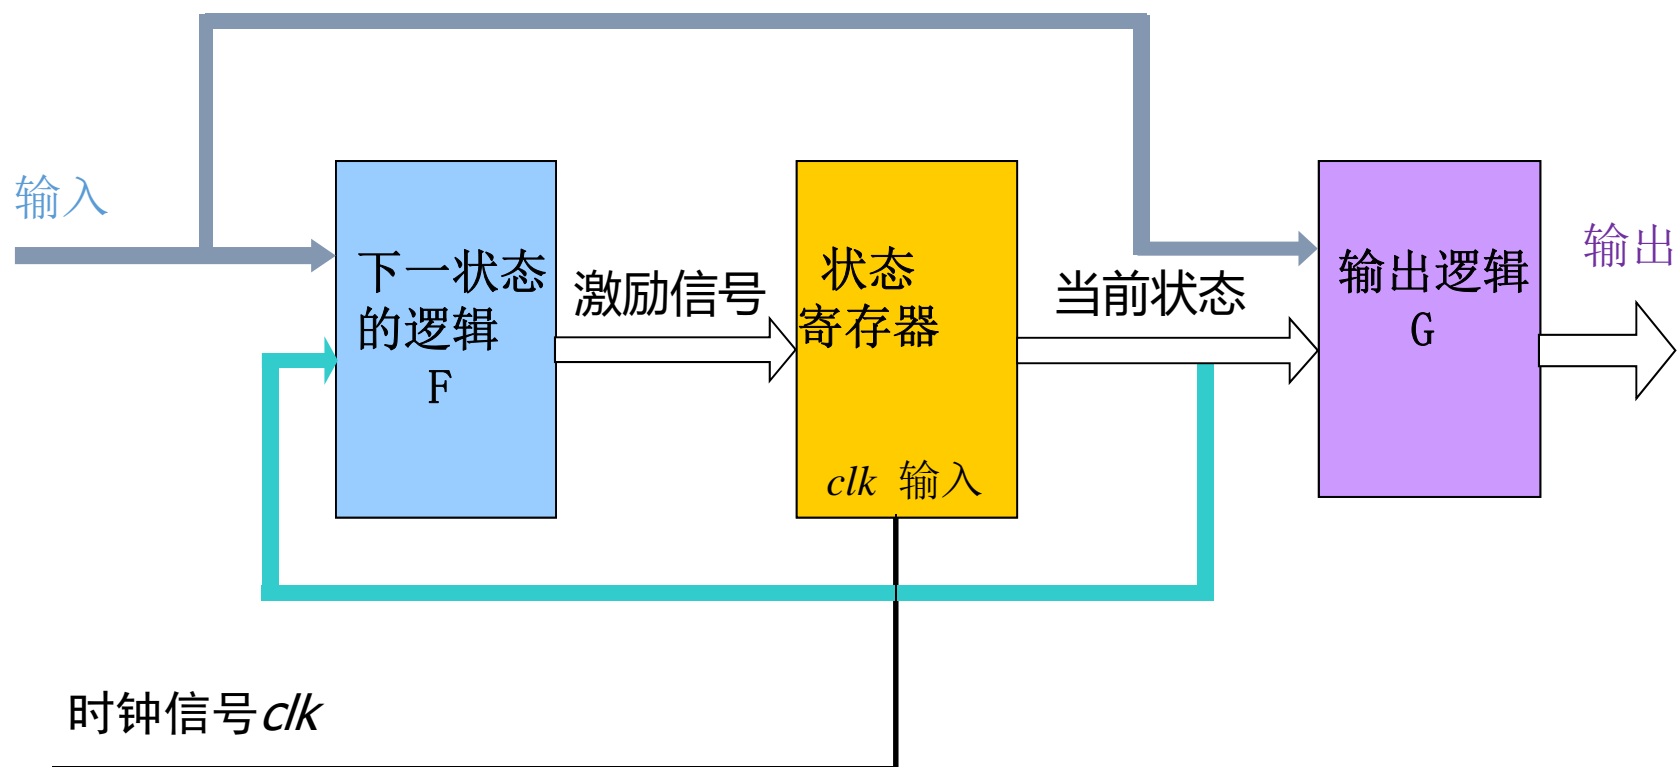 输入
下一状态
的逻辑
F
激励信号
状态
寄存器
clk 输入
当前状态
输出逻辑
G
输出
时钟信号clk